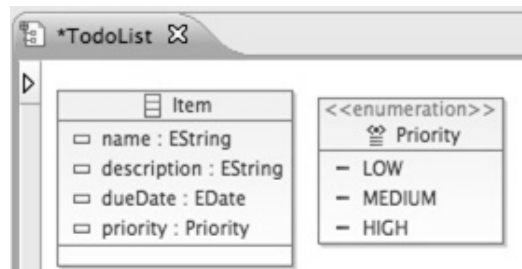 *TodoList
Item
name : EString
description : EString
dueDate : EDate
priority : Priority
<<enumeration>>
Priority
LOW
MEDIUM
HIGH